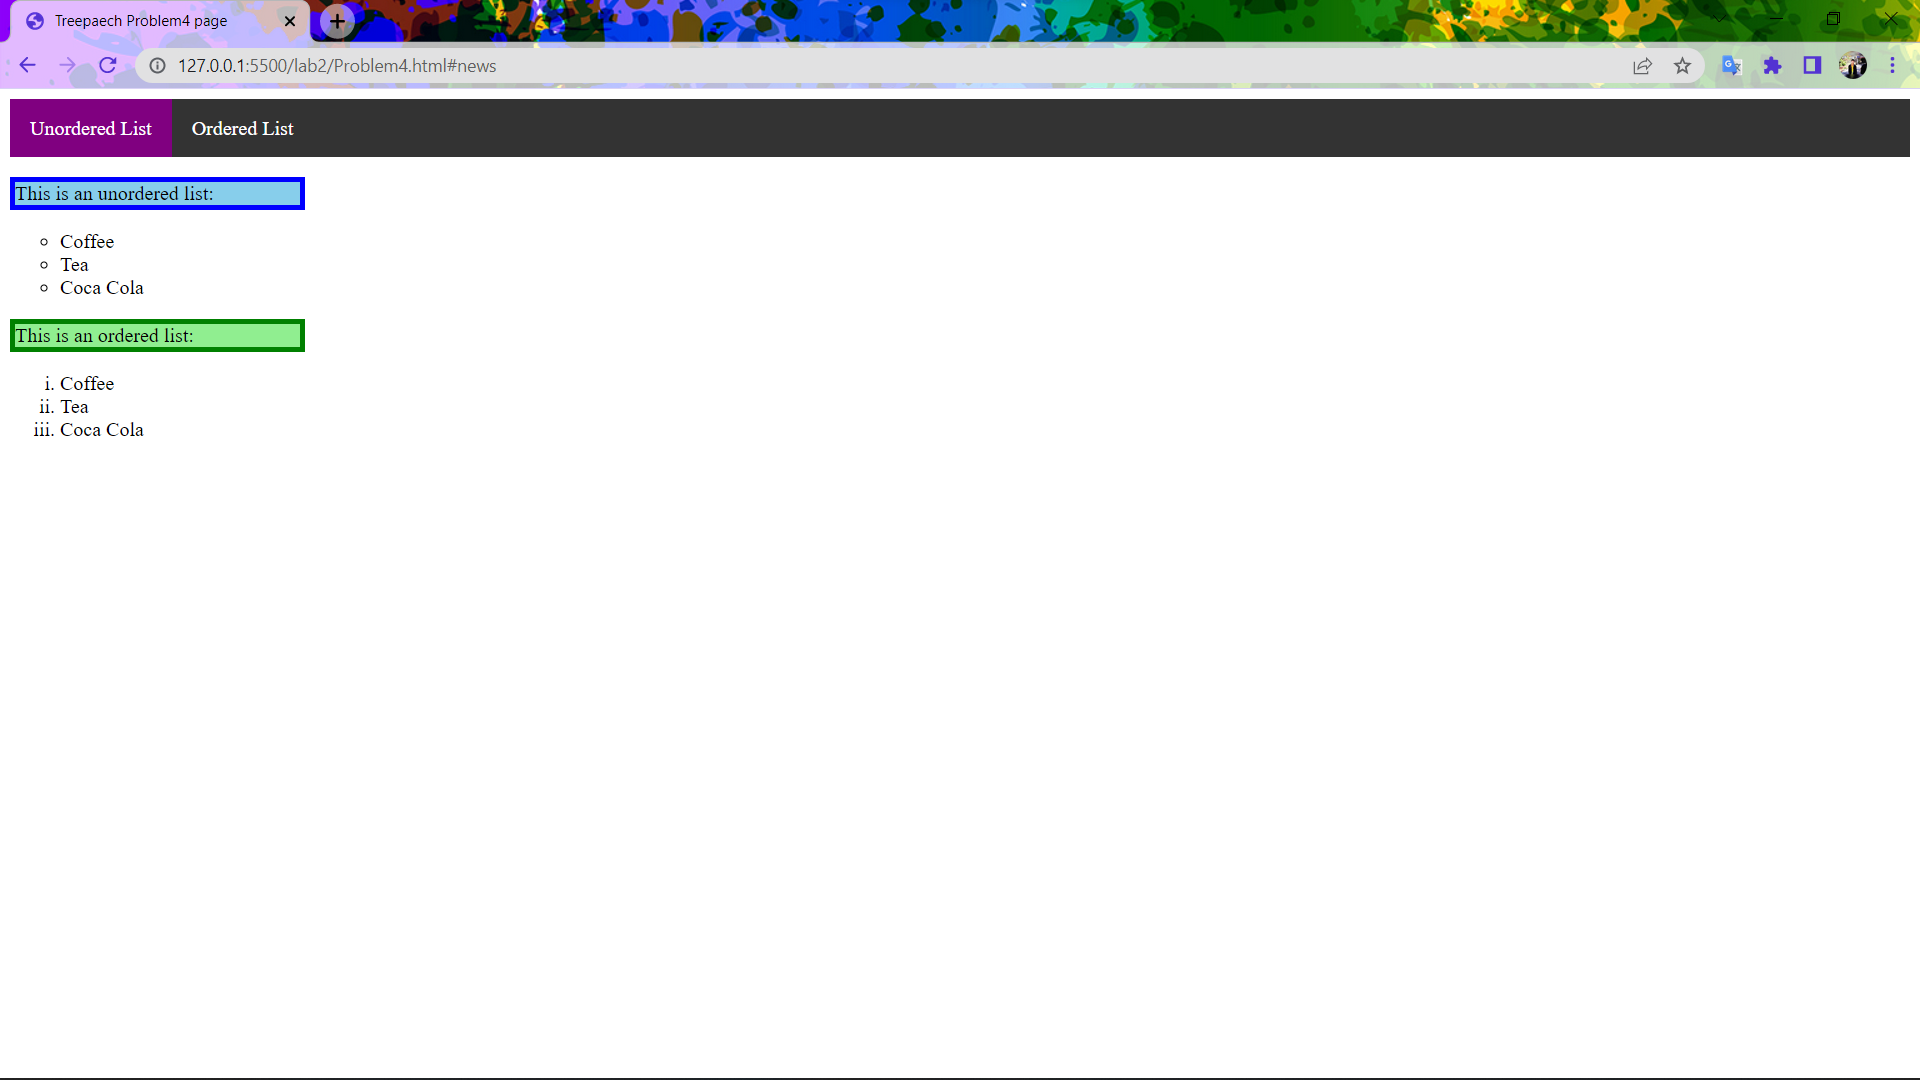 Treepaech Problem4 page
127.0.0.1:5500/lab2/Problem4.html#news
Unordered List Ordered List
This is an unordered list:
Coffee
Tea
Coca Cola
This is an ordered list:
i. Coffee
ii. Tea
iii. Coca Cola